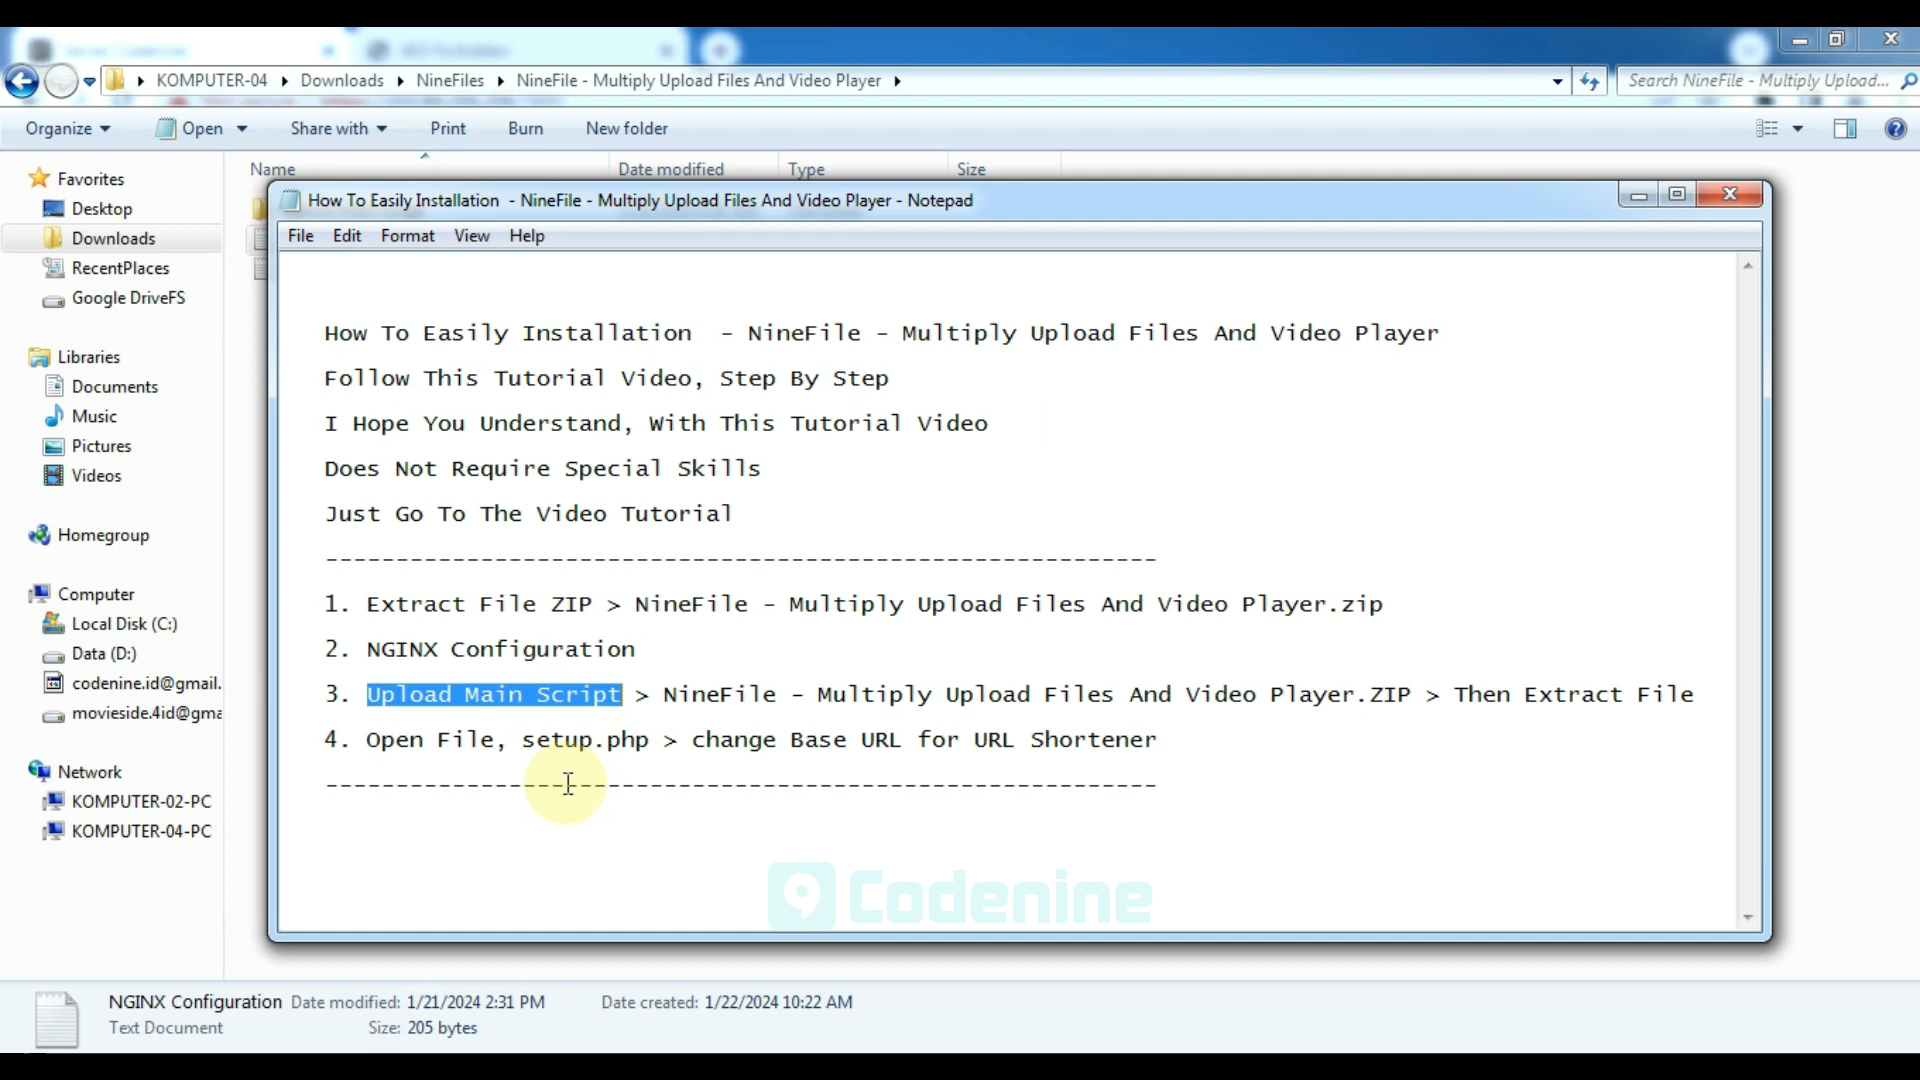 KOMPUTER-04 Downloads NineFiles NineFile - Multiply Upload Files And Video Player
Search NineFile - Multiply Upload...
Organize Open Share with Print Burn New folder
Name Date modified Type Size
Favorites
Desktop
Downloads
RecentPlaces
Google DriveFS
Libraries
Documents
Music
Pictures
Videos
Homegroup
Computer
Local Disk (C:)
Data (D:)
codenine.id@gmail.
movieside.4id@gma
Network
KOMPUTER-02-PC
KOMPUTER-04-PC
How To Easily Installation - NineFile - Multiply Upload Files And Video Player - Notepad
File Edit Format View Help
How To Easily Installation - NineFile - Multiply Upload Files And Video Player
Follow This Tutorial Video, Step By Step
I Hope You Understand, With This Tutorial Video
Does Not Require Special Skills
Just Go To The Video Tutorial
-----------------------------------------------------------
1. Extract File ZIP > NineFile - Multiply Upload Files And Video Player.zip
2. NGINX Configuration
3. Upload Main Script > NineFile - Multiply Upload Files And Video Player.ZIP > Then Extract File
4. Open File, setup.php > change Base URL for URL Shortener
-----------------------------------------------------------
Codenine
NGINX Configuration Date modified: 1/21/2024 2:31 PM Date created: 1/22/2024 10:22 AM
Text Document Size: 205 bytes